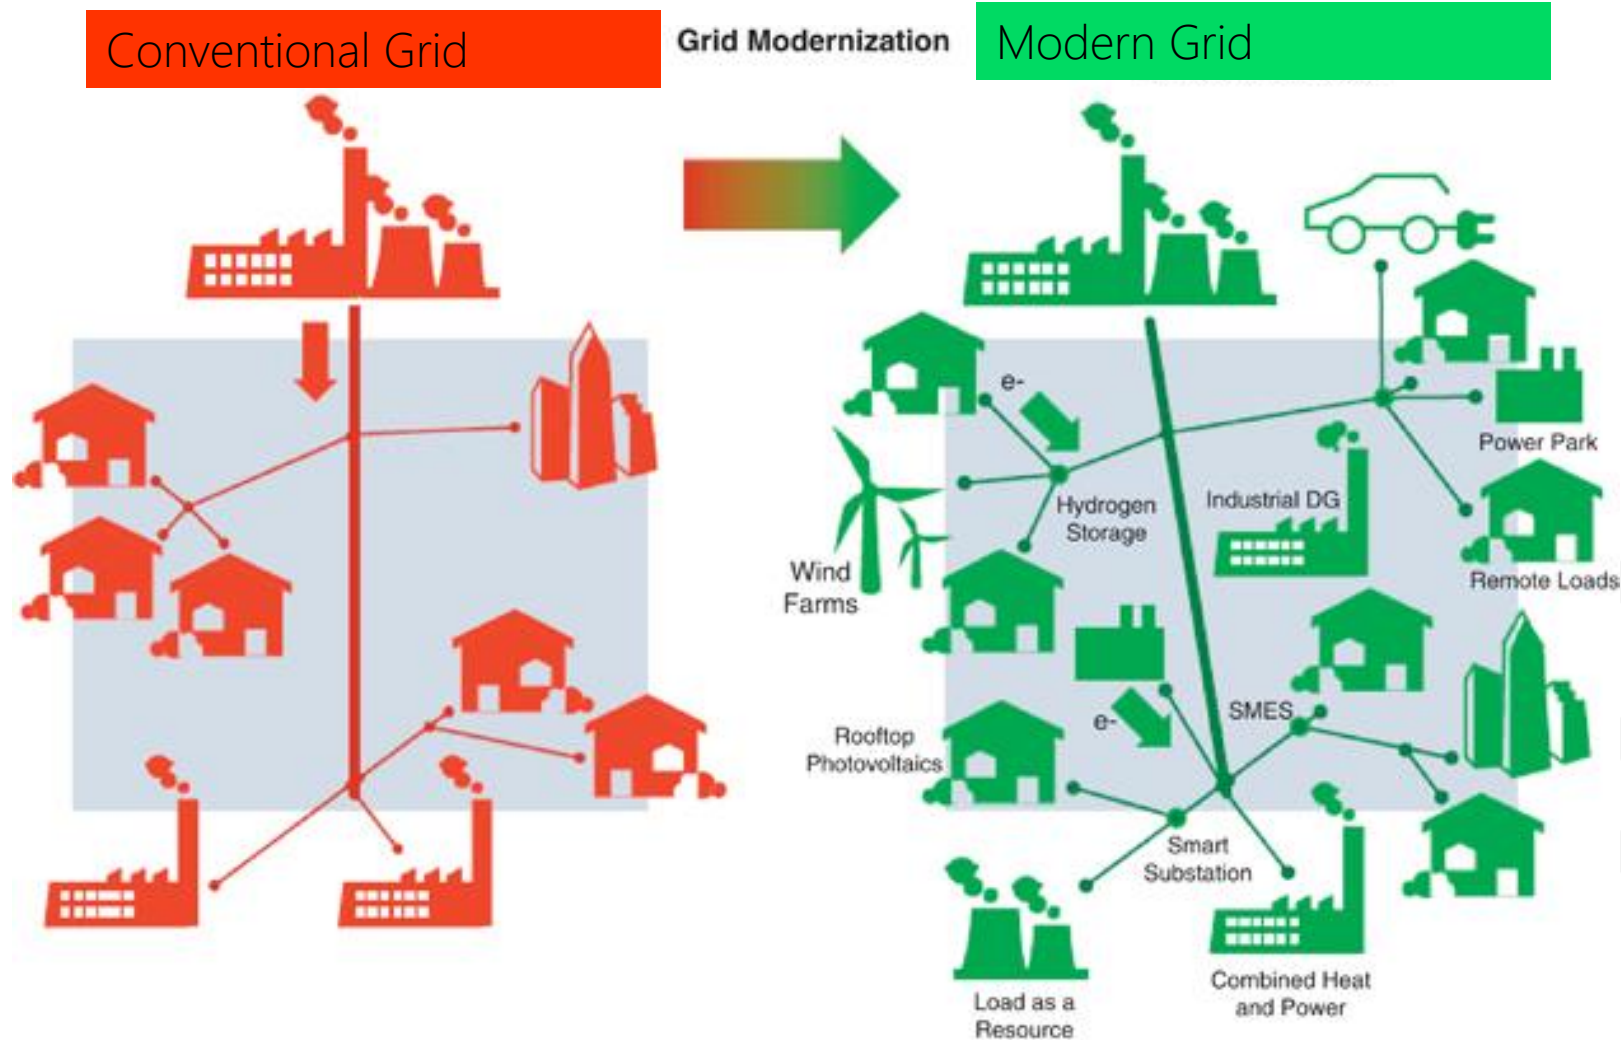 Conventional Grid
Grid Modernization
Modern Grid
e-
Power Park
Hydrogen
Storage
Industrial DG
Wind
Farms
Remote Loads
e-
SMES
Rooftop
Photovoltaics
Smart
Substation
Combined Heat
and Power
Load as a
Resource